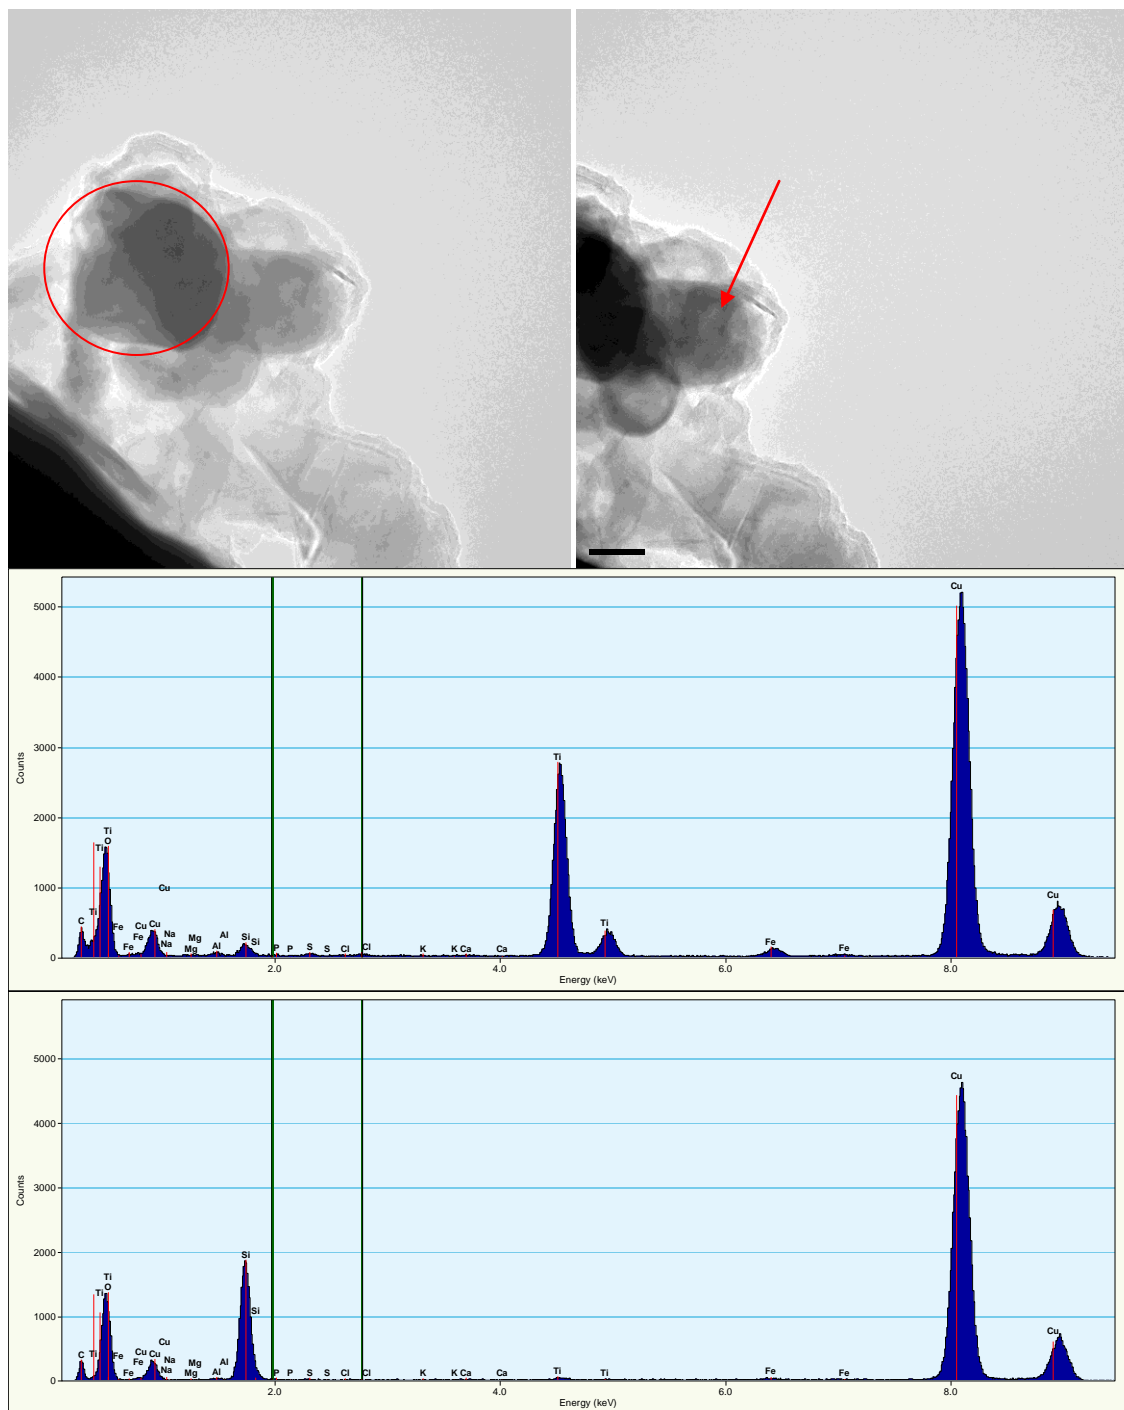 5000
Cu
4000
3000
Ti
Counts
2000
Ti
O
Ti
1000
Cu
Ti
C
Fe
Cu
Cu
Fe
Na
Na
Fe
Mg
Mg
Al
Al
Si
Si
P
P
S
S
Cl
Cl
K
K
Ca
Ca
Ti
Fe
Fe
Cu
0
2.0
4.0
6.0
8.0
Energy (keV)
5000
Cu
4000
3000
Counts
2000
Si
Ti
O
Ti
Si
1000
Cu
Ti
C
Fe
Cu
Cu
Fe
Na
Na
Fe
Mg
Mg
Al
Al
P
P
S
S
Cl
Cl
K
K
Ca
Ca
Ti
Ti
Fe
Fe
Cu
0
2.0
4.0
6.0
8.0
Energy (keV)